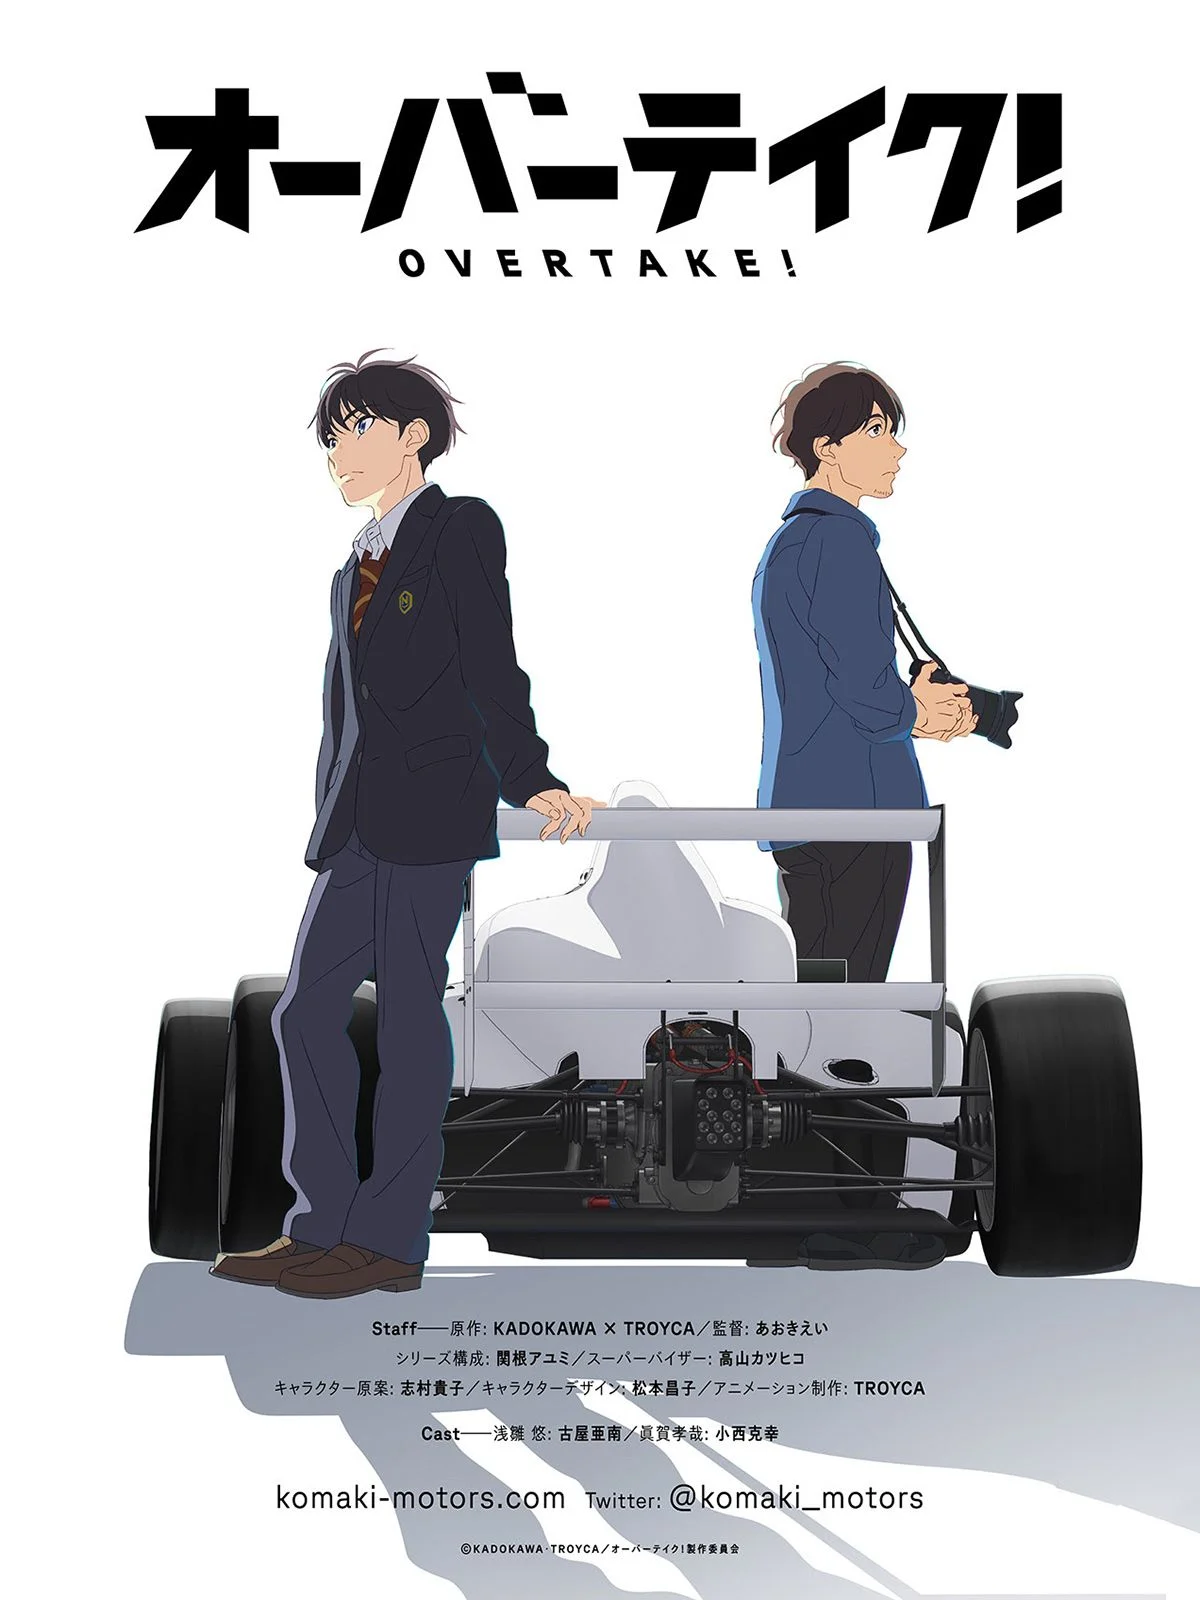 オーバーテイク!
OVERTAKE!
N
Staff──原作: KADOKAWA × TROYCA／監督: あおきえい
シリーズ構成: 関根アユミ／スーパーバイザー: 高山カツヒコ
キャラクター原案: 志村貴子／キャラクターデザイン: 松本昌子／アニメーション制作: TROYCA
Cast──浅雛 悠: 古屋亜南／眞賀孝哉: 小西克幸
komaki-motors.com Twitter: @komaki_motors
©KADOKAWA・TROYCA／オーバーテイク!製作委員会